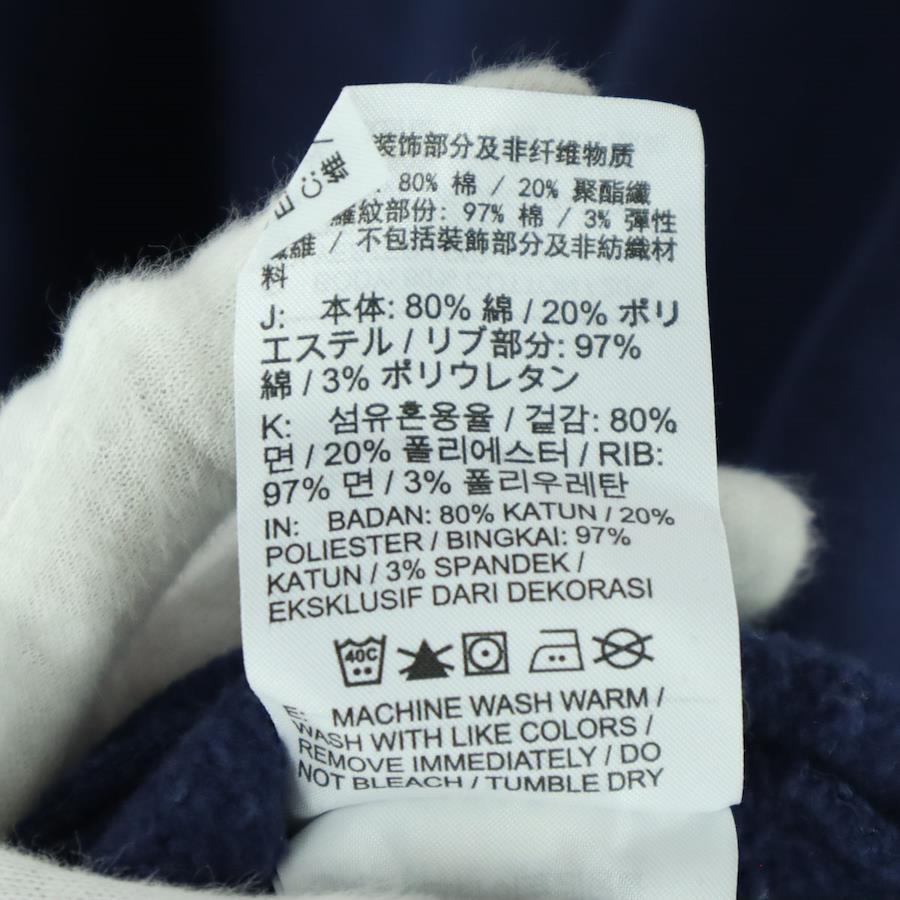 装饰部分及非纤维物质
C:维 80% 棉 / 20% 聚酯纖
羅紋部份: 97% 棉 / 3% 彈性
纖維 / 不包括裝飾部分及非紡織材
料
J: 本体: 80% 綿 / 20% ポリ
エステル / リブ部分: 97%
綿 / 3% ポリウレタン
K: 섬유혼용율 / 겉감: 80%
면 / 20% 폴리에스터 / RIB:
97% 면 / 3% 폴리우레탄
IN: BADAN: 80% KATUN / 20%
POLIESTER / BINGKAI: 97%
KATUN / 3% SPANDEK /
EKSKLUSIF DARI DEKORASI
40C
E: MACHINE WASH WARM /
WASH WITH LIKE COLORS /
REMOVE IMMEDIATELY / DO
NOT BLEACH / TUMBLE DRY